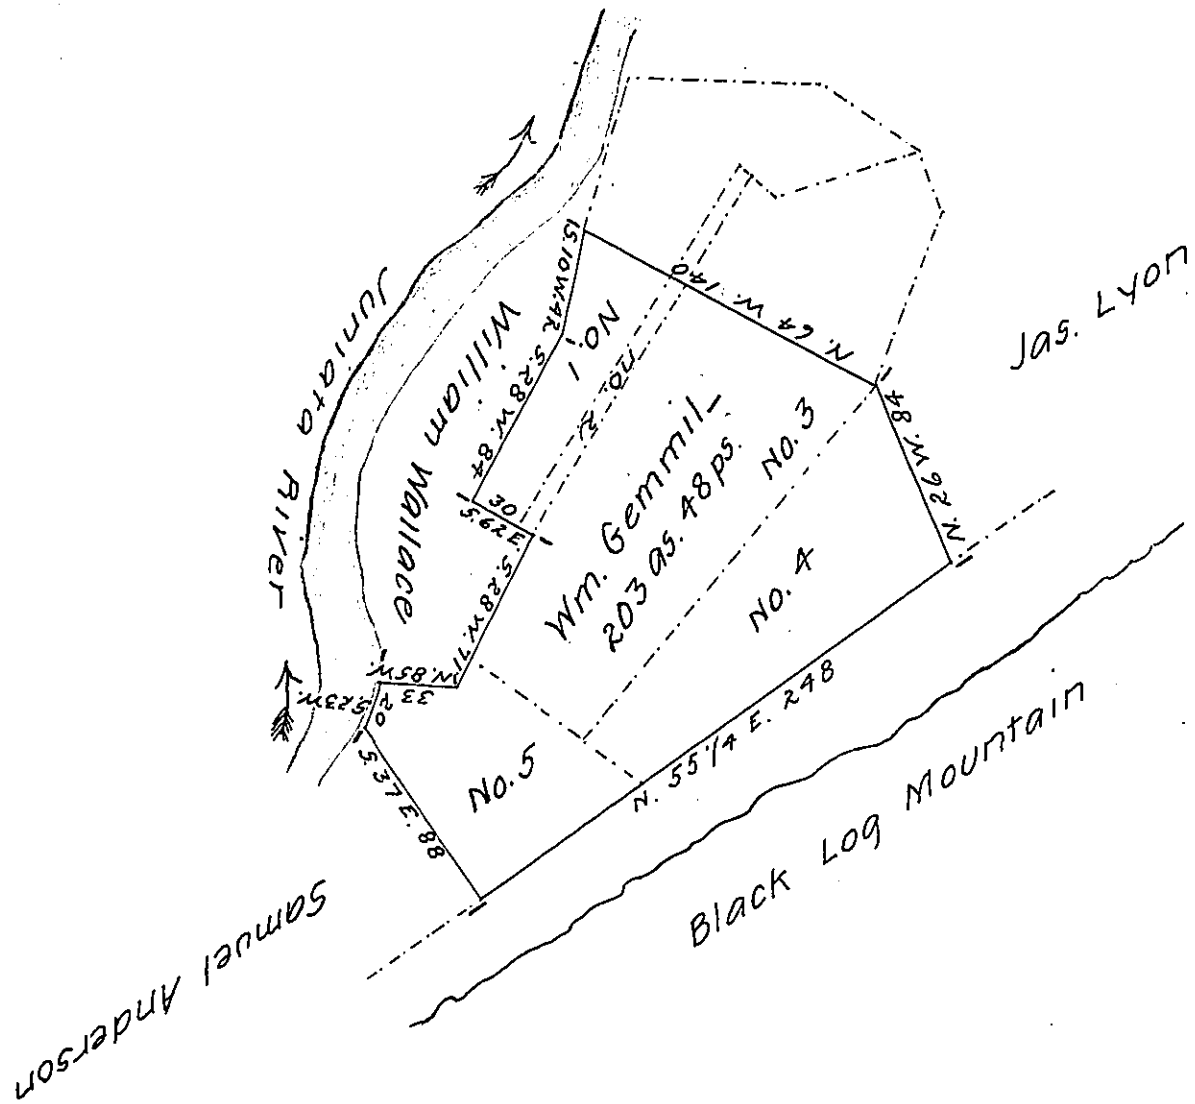 Juniata River
William Wallace
No. 1
no. 2
Wm. Gemmill
203 as. 48 ps.
No. 3
No. 4
No. 5
Jas. Lyon
Samuel Anderson
Black Log Mountain
S. 10 W. 42
S. 28 W. 84
30
S. 62 E.
S. 28 W. 71
N. 85 W.
33
S. 23 W.
20
S. 37 E. 88
N. 55 1/4 E. 248
N. 26 W. 84
N. 64 W. 140